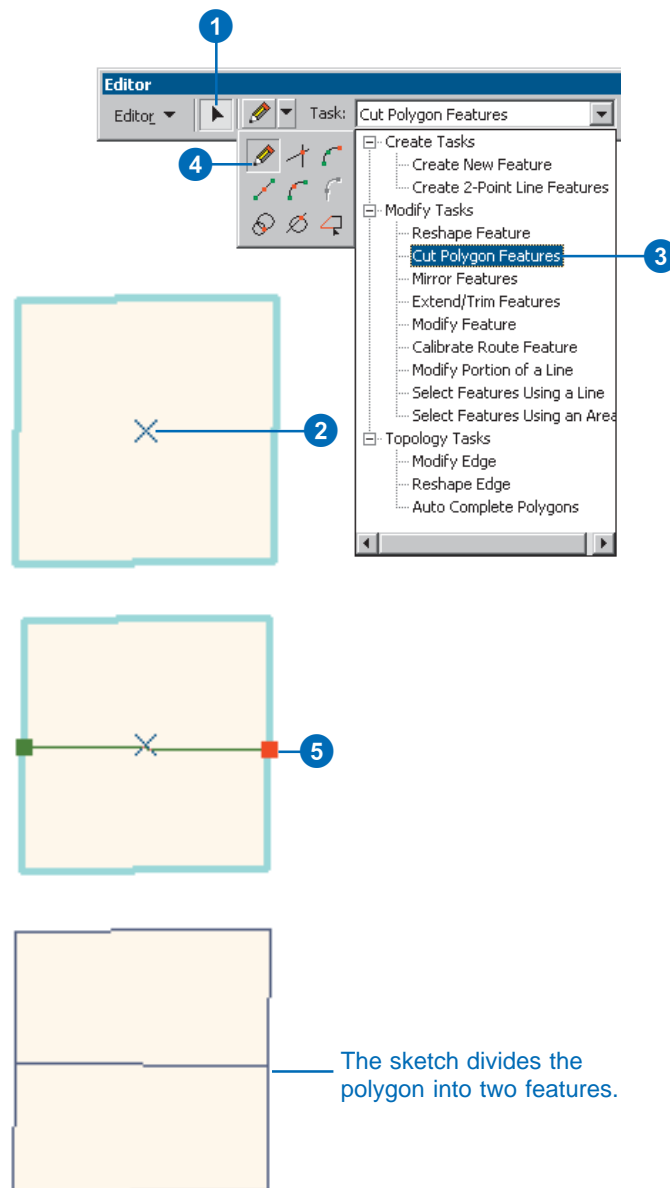 1
Editor
Editor
Task:
Cut Polygon Features
4
Create Tasks
Create New Feature
Create 2-Point Line Features
Modify Tasks
Reshape Feature
Cut Polygon Features
3
Mirror Features
Extend/Trim Features
Modify Feature
Calibrate Route Feature
Modify Portion of a Line
Select Features Using a Line
Select Features Using an Area
Topology Tasks
Modify Edge
Reshape Edge
Auto Complete Polygons
2
5
The sketch divides the
polygon into two features.